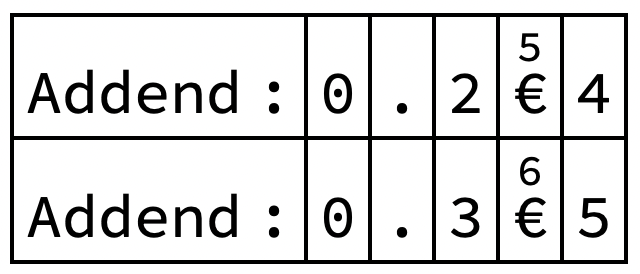 5
Addend : 0 . 2 € 4
6
Addend : 0 . 3 € 5